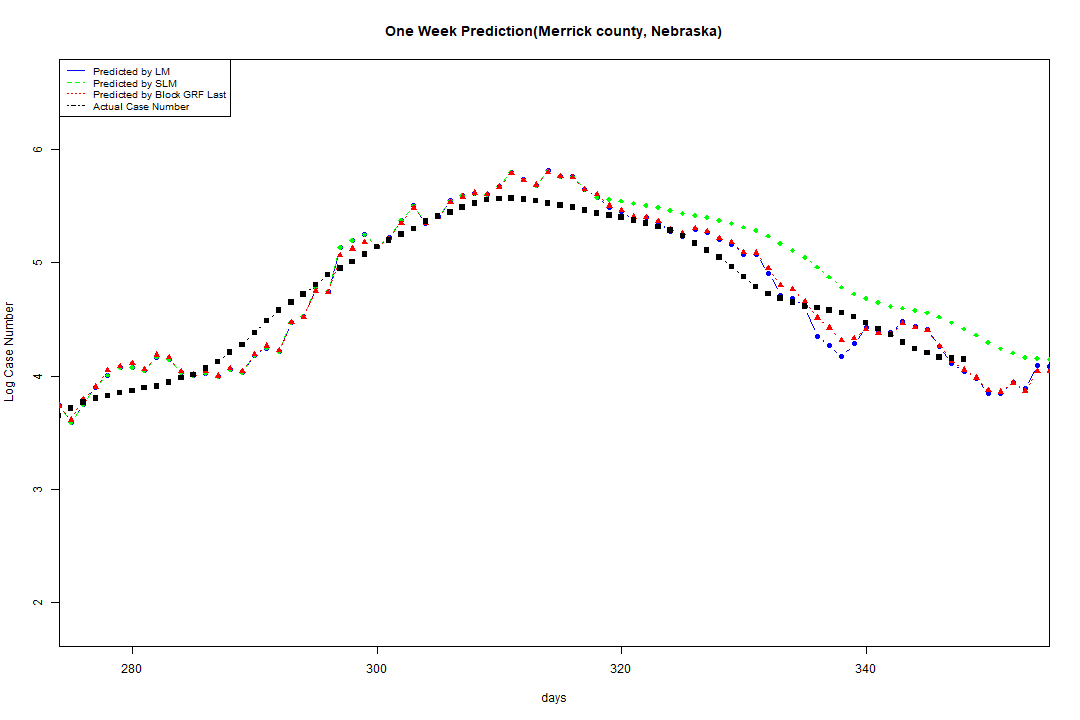 One Week Prediction(Merrick county, Nebraska)
Predicted by LM
Predicted by SLM
Predicted by Block GRF Last
Actual Case Number
6
5
4
3
2
Log Case Number
280 300 320 340
days